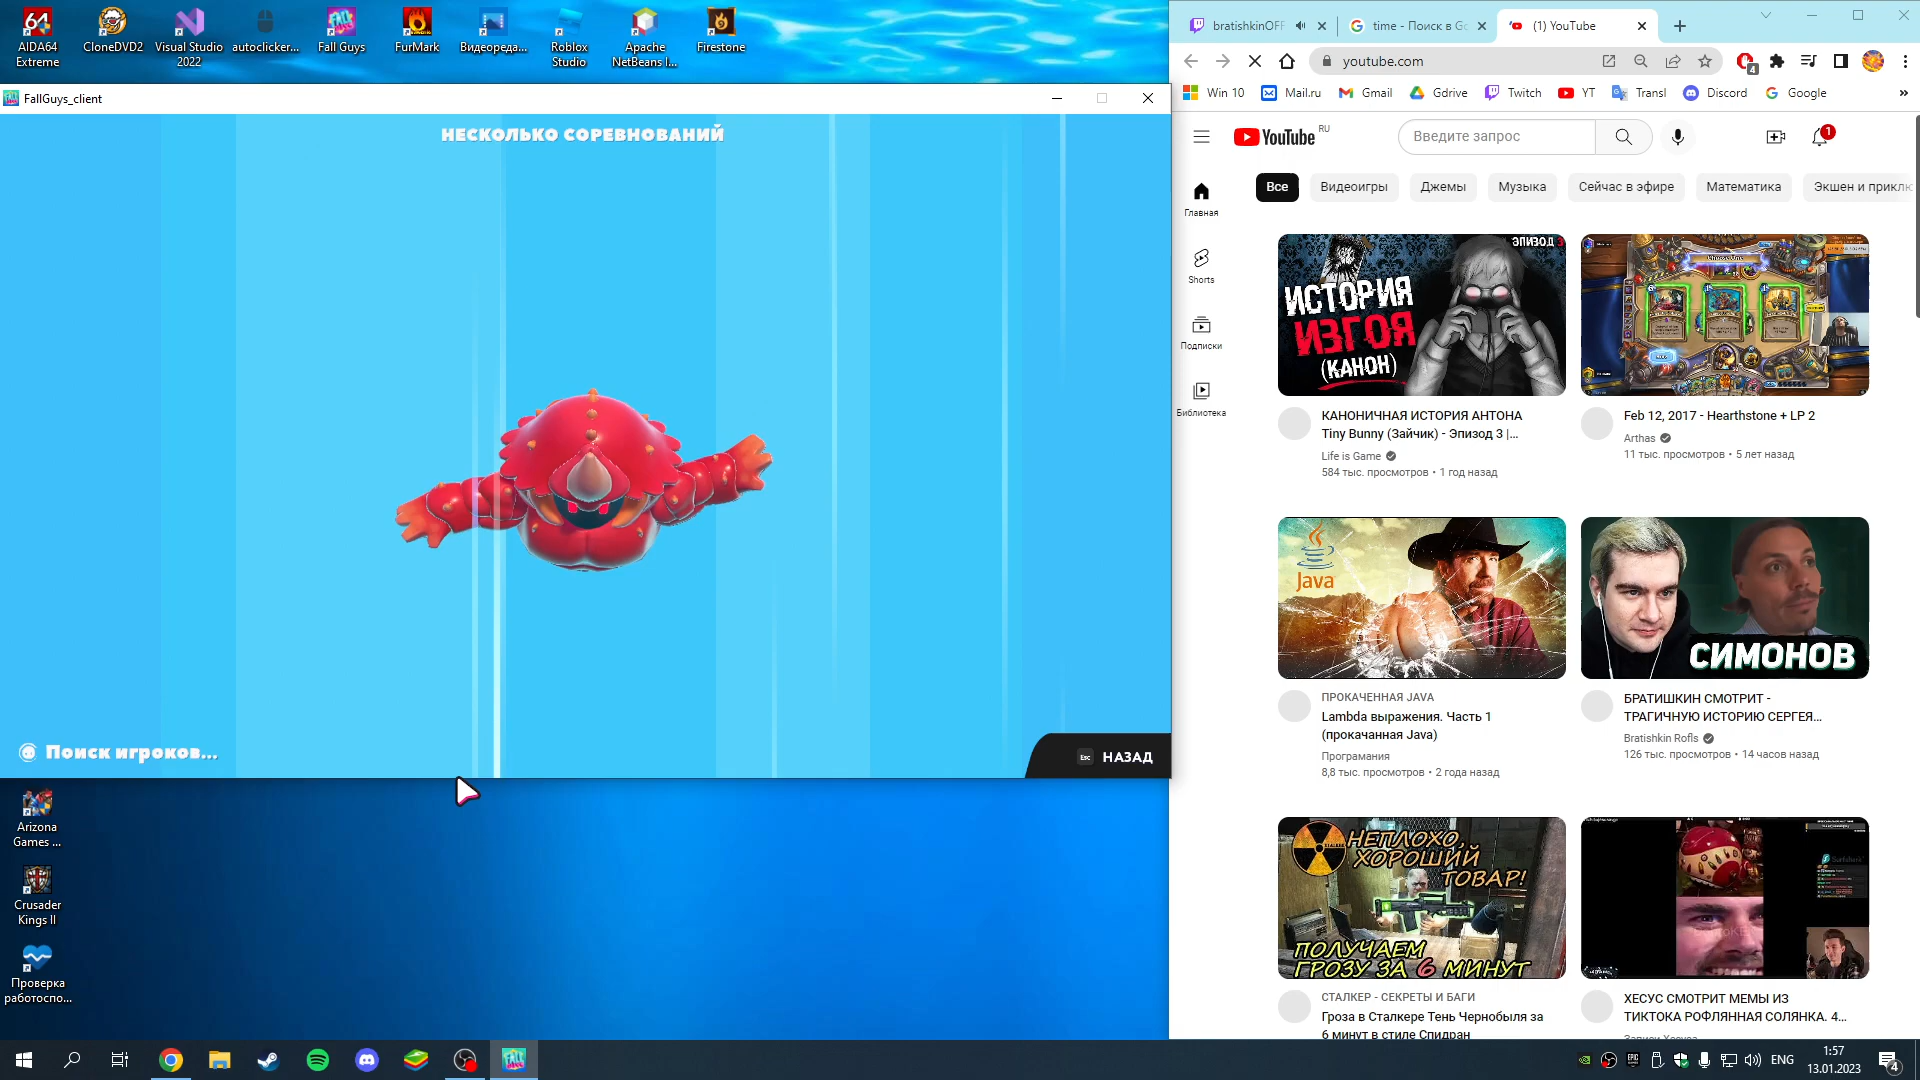 AIDA64 Extreme
CloneDVD2
Visual Studio 2022
autoclicker...
Fall Guys
FurMark
Видеореда...
Roblox Studio
Apache NetBeans I...
Firestone
FallGuys_client
НЕСКОЛЬКО СОРЕВНОВАНИЙ
Поиск игроков...
Esc НАЗАД
Arizona Games ...
Crusader Kings II
Проверка работоспо...
bratishkinOFF
time - Поиск в Go
(1) YouTube
youtube.com
4
Win 10
Mail.ru
Gmail
Gdrive
Twitch
YT
Transl
Discord
Google
»
YouTube RU
Введите запрос
1
Главная
Shorts
Подписки
Библиотека
Все
Видеоигры
Джемы
Музыка
Сейчас в эфире
Математика
Экшен и приклю
ЭПИЗОД 3
ИСТОРИЯ
ИЗГОЯ
(КАНОН)
КАНОНИЧНАЯ ИСТОРИЯ АНТОНА
Tiny Bunny (Зайчик) - Эпизод 3 |...
Life is Game
584 тыс. просмотров • 1 год назад
Choose One
Feb 12, 2017 - Hearthstone + LP 2
Arthas
11 тыс. просмотров • 5 лет назад
Java
ПРОКАЧЕННАЯ JAVA
Lambda выражения. Часть 1
(прокачанная Java)
Програмания
8,8 тыс. просмотров • 2 года назад
СИМОНОВ
БРАТИШКИН СМОТРИТ -
ТРАГИЧНУЮ ИСТОРИЮ СЕРГЕЯ...
Bratishkin Rofls
126 тыс. просмотров • 14 часов назад
НЕПЛОХО,
ХОРОШИЙ
ТОВАР!
ПОЛУЧАЕМ
ГРОЗУ ЗА 6 МИНУТ
СТАЛКЕР - СЕКРЕТЫ И БАГИ
Гроза в Сталкере Тень Чернобыля за
6 минут в стиле Спидран
ХЕСУС СМОТРИТ МЕМЫ ИЗ
ТИКТОКА РОФЛЯННАЯ СОЛЯНКА. 4...
ENG
1:57
13.01.2023
4